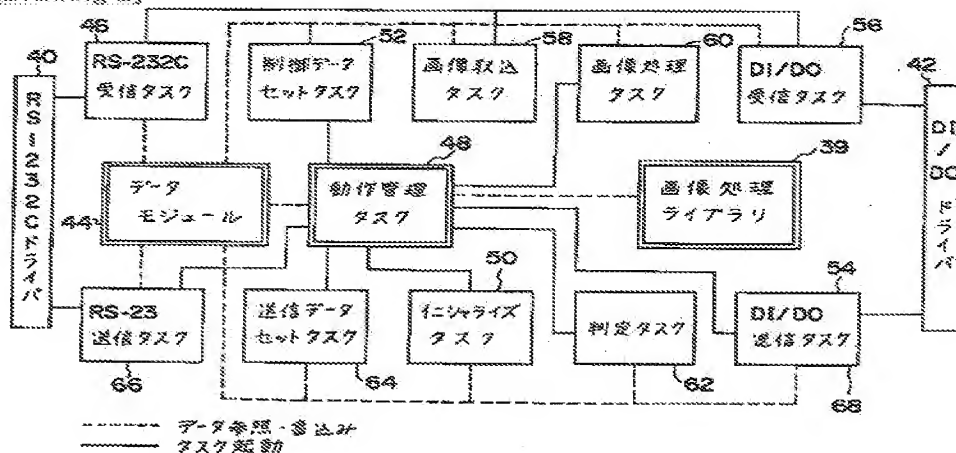 46
52
58
60
56
40
RS-232C
受信タスク
制御データ
セットタスク
画像取込
タスク
画像処理
タスク
DI/DO
受信タスク
42
RS-232Cドライバ
DI/DOドライバ
48
39
44
データ
モジュール
動作管理
タスク
画像処理
ライブラリ
50
54
RS-23
送信タスク
送信データ
セットタスク
イニシャライズ
タスク
判定タスク
DI/DO
送信タスク
66
64
62
68
データ参照・書込み
タスク起動